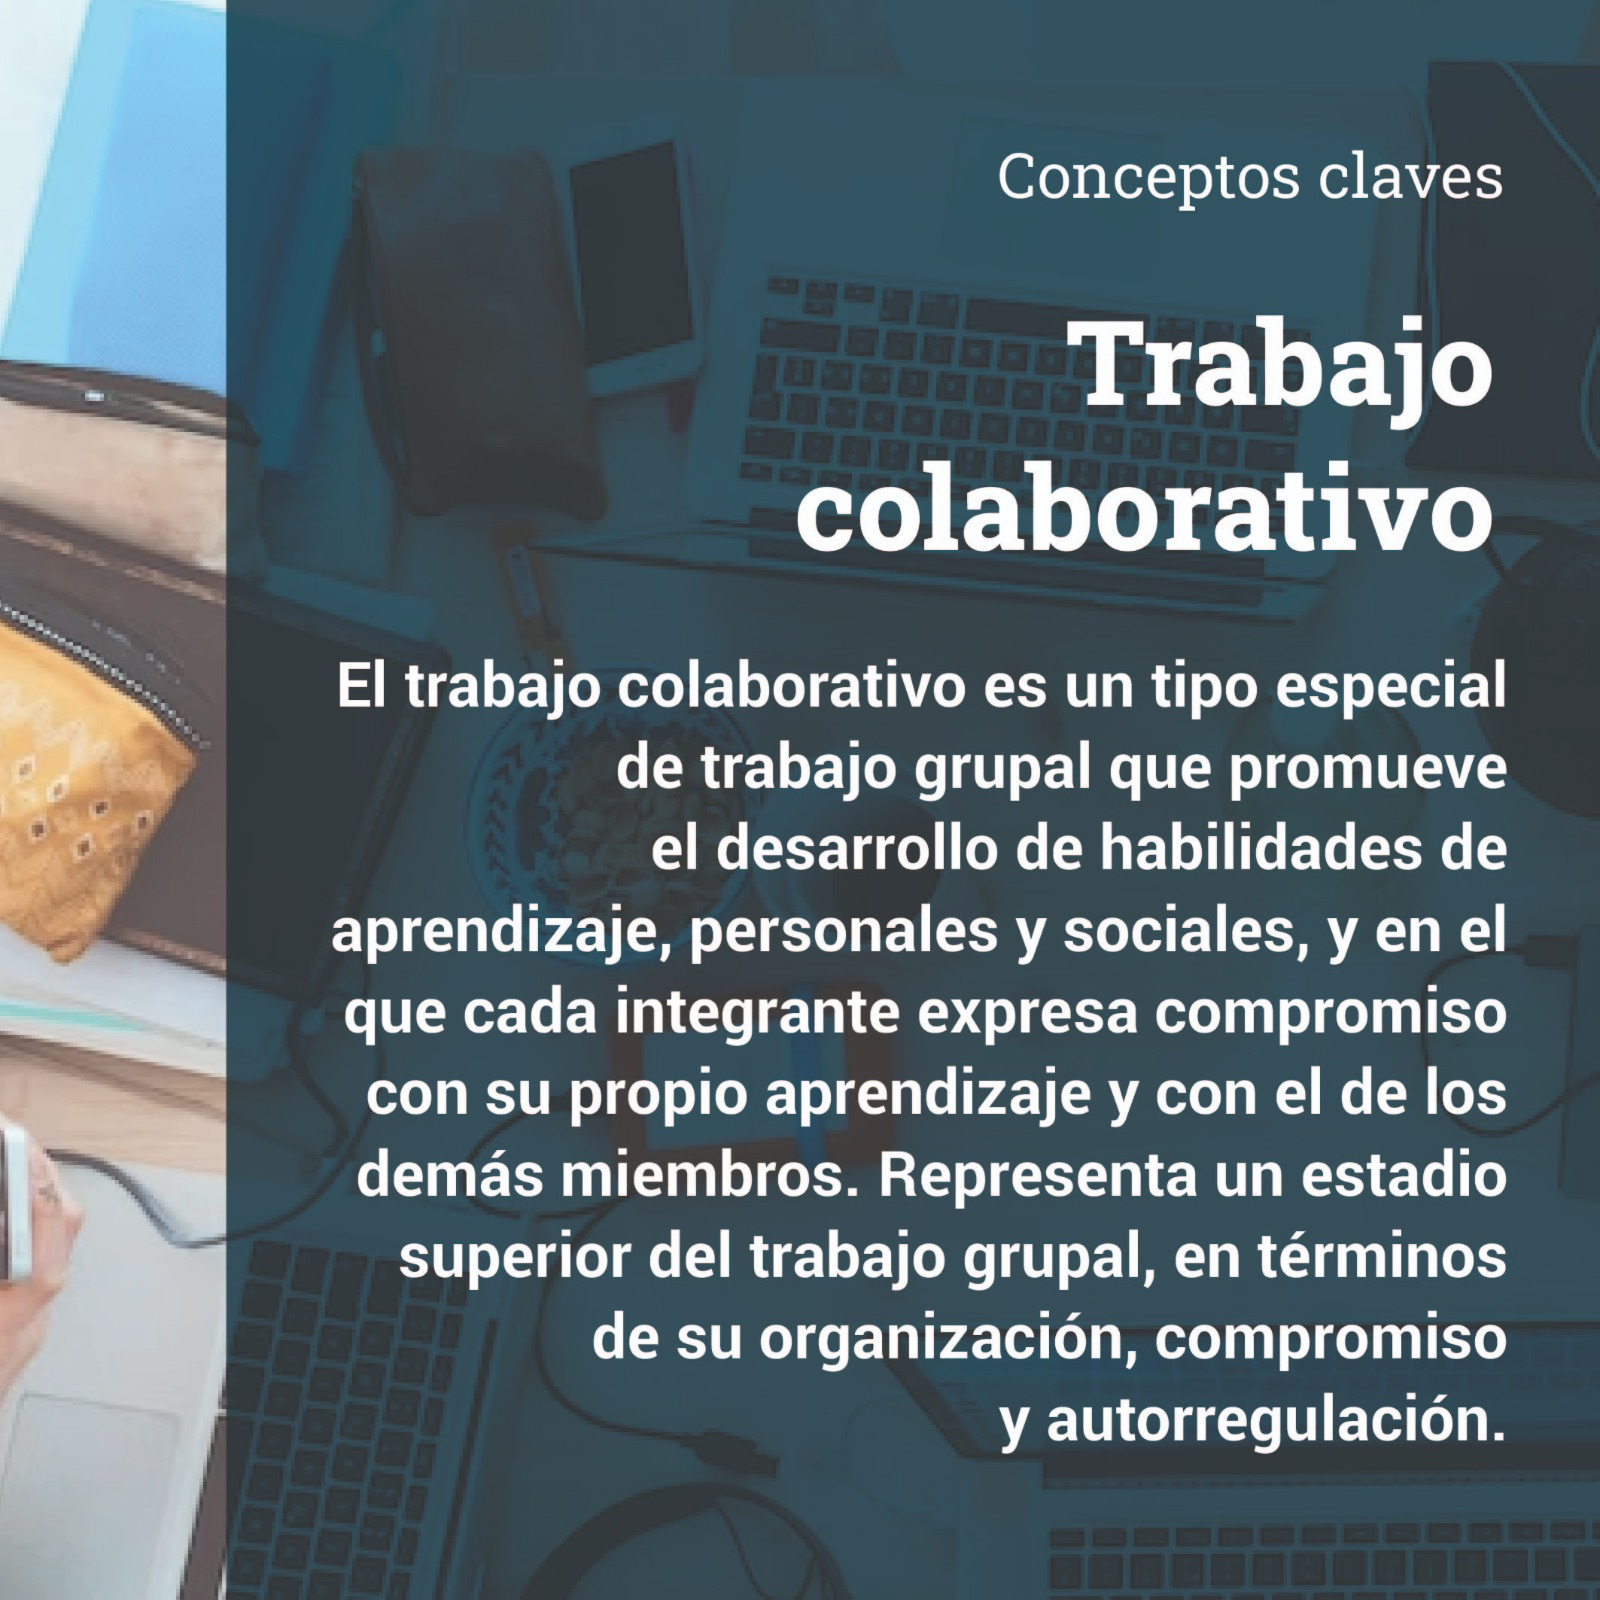 Conceptos claves
Trabajo
colaborativo
El trabajo colaborativo es un tipo especial
de trabajo grupal que promueve
el desarrollo de habilidades de
aprendizaje, personales y sociales, y en el
que cada integrante expresa compromiso
con su propio aprendizaje y con el de los
demás miembros. Representa un estadio
superior del trabajo grupal, en términos
de su organización, compromiso
y autorregulación.